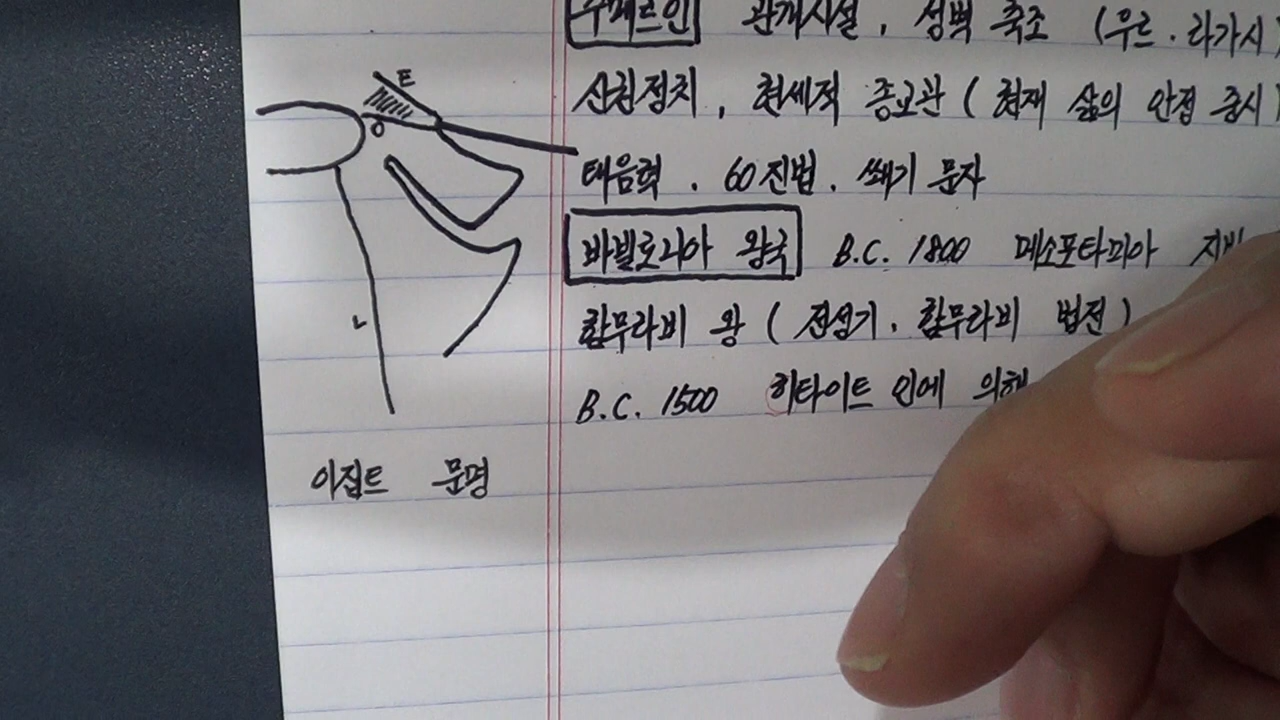 수메르인 관개시설, 성벽 축조 (우르. 라가시)
신권정치, 현세적 종교관 (현재 삶의 안정 중시)
태음력. 60진법. 쐐기 문자
바빌로니아 왕국 B.C. 1800 메소포타미아
함무라비 왕 (전성기. 함무라비 법전)
B.C. 1500 히타이트 인에 의해
E
이집트 문명